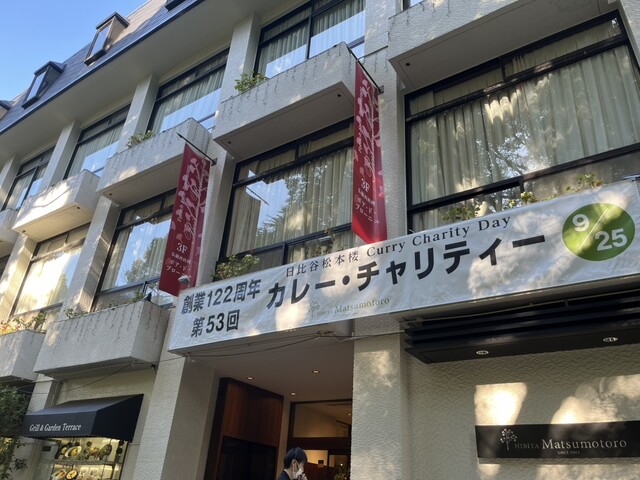 日比谷松本楼 Curry Charity Day
創業122周年
第53回
カレー・チャリティー
9/25
HIBIYA Matsumotoro
3F
3F
Grill & Garden Terrace
HIBIYA Matsumotoro